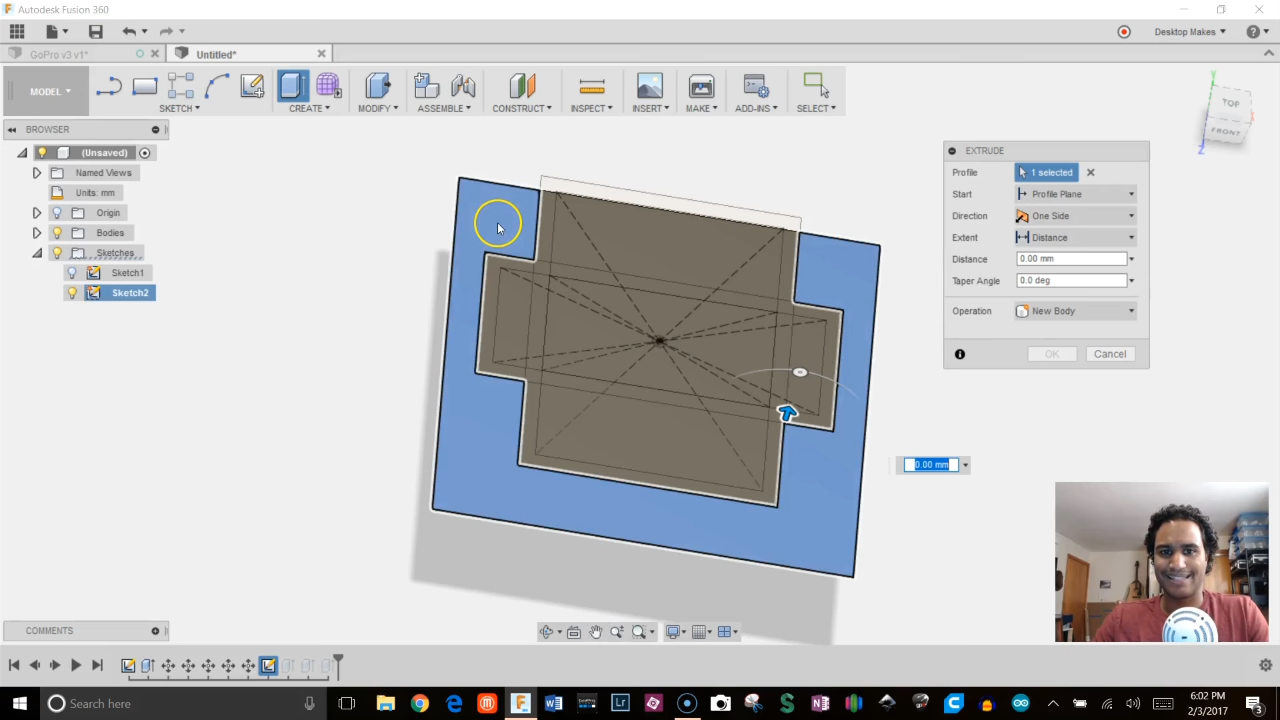 Autodesk Fusion 360
Desktop Makes
GoPro v3 v1*
Untitled*
MODEL
SKETCH
CREATE
MODIFY
ASSEMBLE
CONSTRUCT
INSPECT
INSERT
MAKE
ADD-INS
SELECT
BROWSER
(Unsaved)
Named Views
Units: mm
Origin
Bodies
Sketches
Sketch1
Sketch2
TOP
FRONT
Y
Z
EXTRUDE
Profile 1 selected
Start Profile Plane
Direction One Side
Extent Distance
Distance 0.00 mm
Taper Angle 0.0 deg
Operation New Body
OK Cancel
0.00 mm
COMMENTS
Search here
6:02 PM
2/3/2017